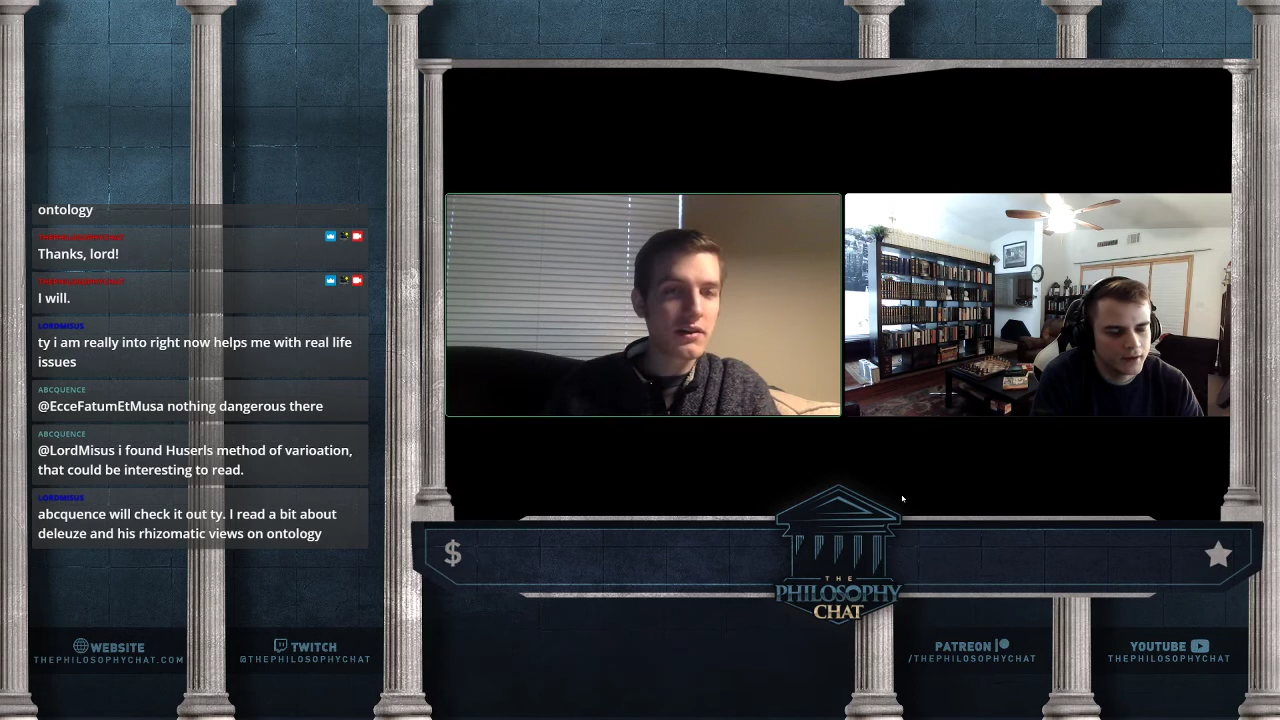 ontology
THEPHILOSOPHYCHAT
Thanks, lord!
THEPHILOSOPHYCHAT
I will.
LORDMISUS
ty i am really into right now helps me with real life
issues
ABCQUENCE
@EcceFatumEtMusa nothing dangerous there
ABCQUENCE
@LordMisus i found Huserls method of varioation,
that could be interesting to read.
LORDMISUS
abcquence will check it out ty. I read a bit about
deleuze and his rhizomatic views on ontology
$
THE
PHILOSOPHY
CHAT
WEBSITE
THEPHILOSOPHYCHAT.COM
TWITCH
@THEPHILOSOPHYCHAT
PATREON
/THEPHILOSOPHYCHAT
YOUTUBE
THEPHILOSOPHYCHAT